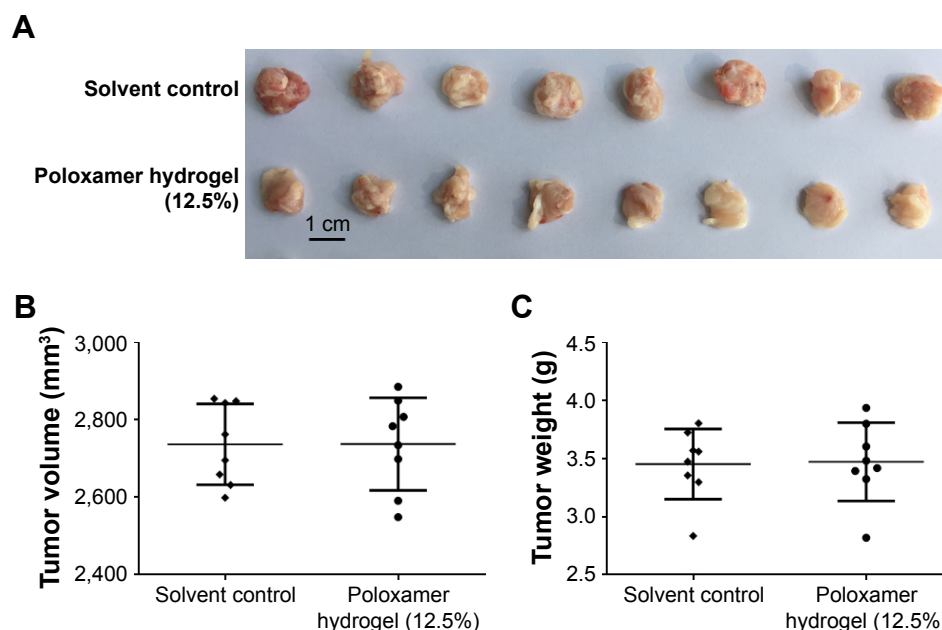 A
Solvent control
Poloxamer hydrogel
(12.5%)
1 cm
B
Tumor volume (mm³)
3,000
2,800
2,600
2,400
Solvent control
Poloxamer
hydrogel (12.5%)
C
Tumor weight (g)
4.5
4.0
3.5
3.0
2.5
Solvent control
Poloxamer
hydrogel (12.5%